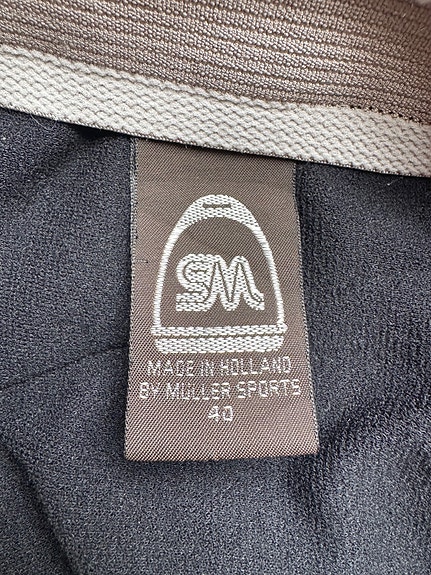 SM
MADE IN HOLLAND
BY MULLER SPORTS
40